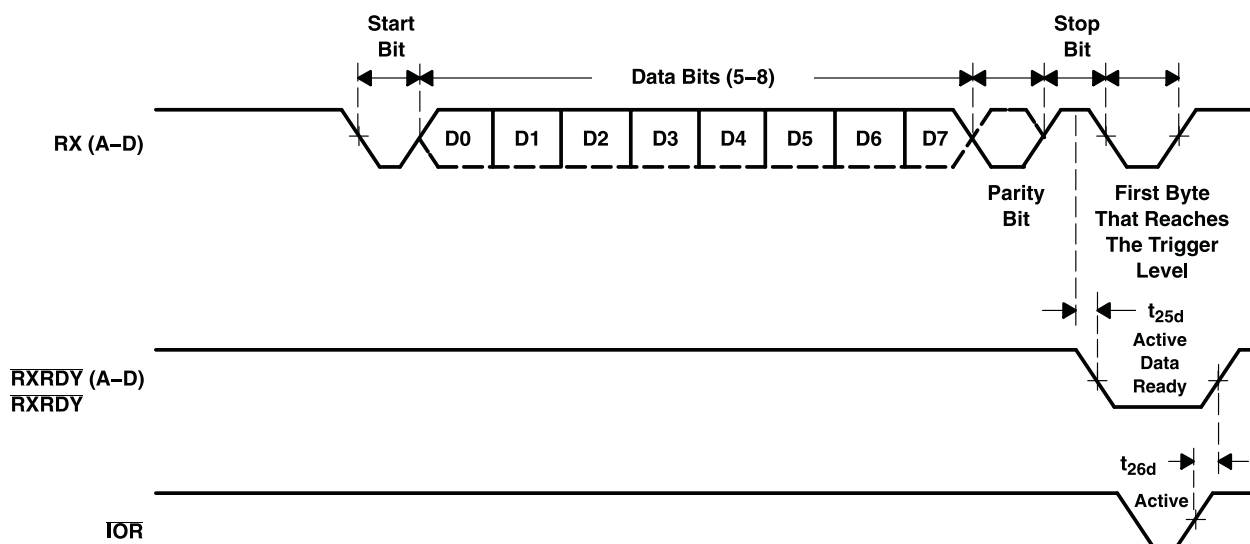 Start
Bit
Stop
Bit
Data Bits (5–8)
RX (A–D)
D0 D1 D2 D3 D4 D5 D6 D7
Parity
Bit
First Byte
That Reaches
The Trigger
Level
t25d
Active
Data
Ready
RXRDY (A–D)
RXRDY
t26d
Active
IOR